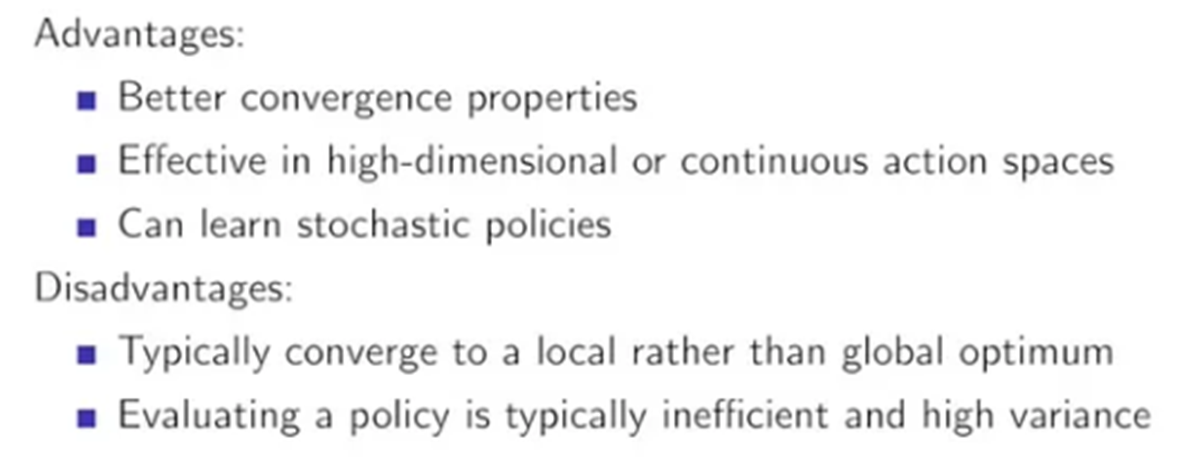 Advantages:
Better convergence properties
Effective in high-dimensional or continuous action spaces
Can learn stochastic policies
Disadvantages:
Typically converge to a local rather than global optimum
Evaluating a policy is typically inefficient and high variance